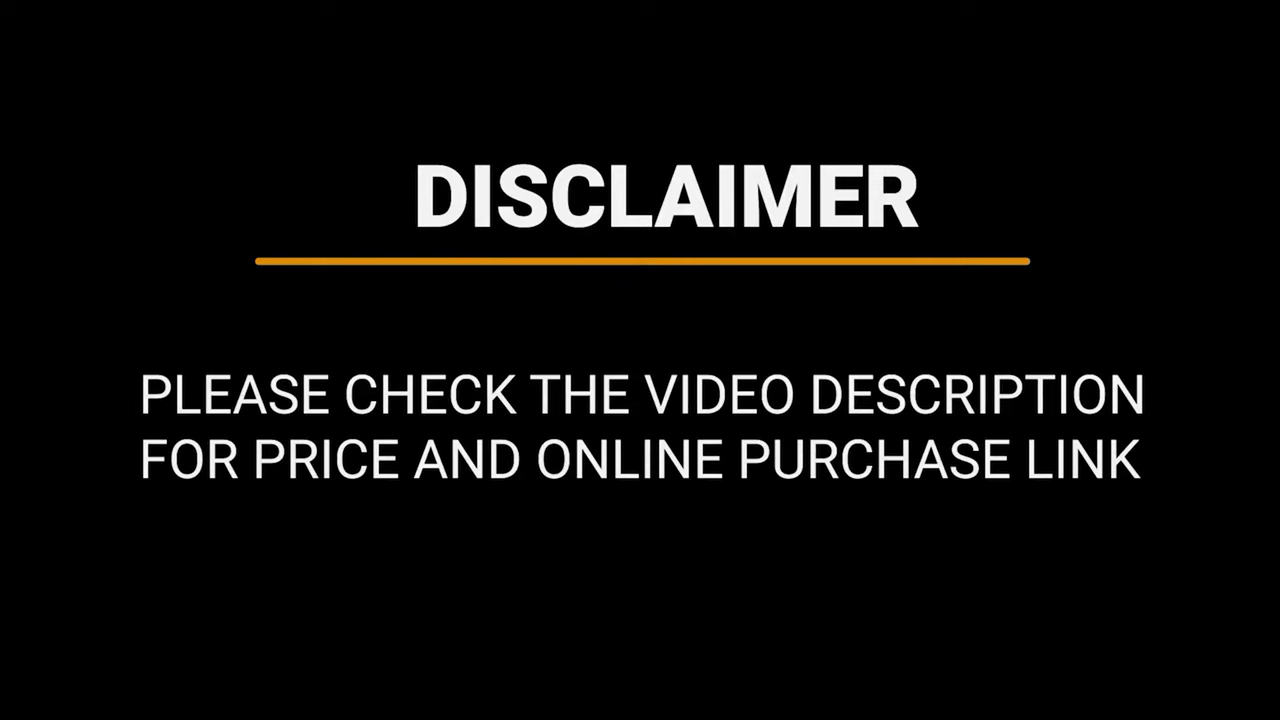 DISCLAIMER
PLEASE CHECK THE VIDEO DESCRIPTION
FOR PRICE AND ONLINE PURCHASE LINK